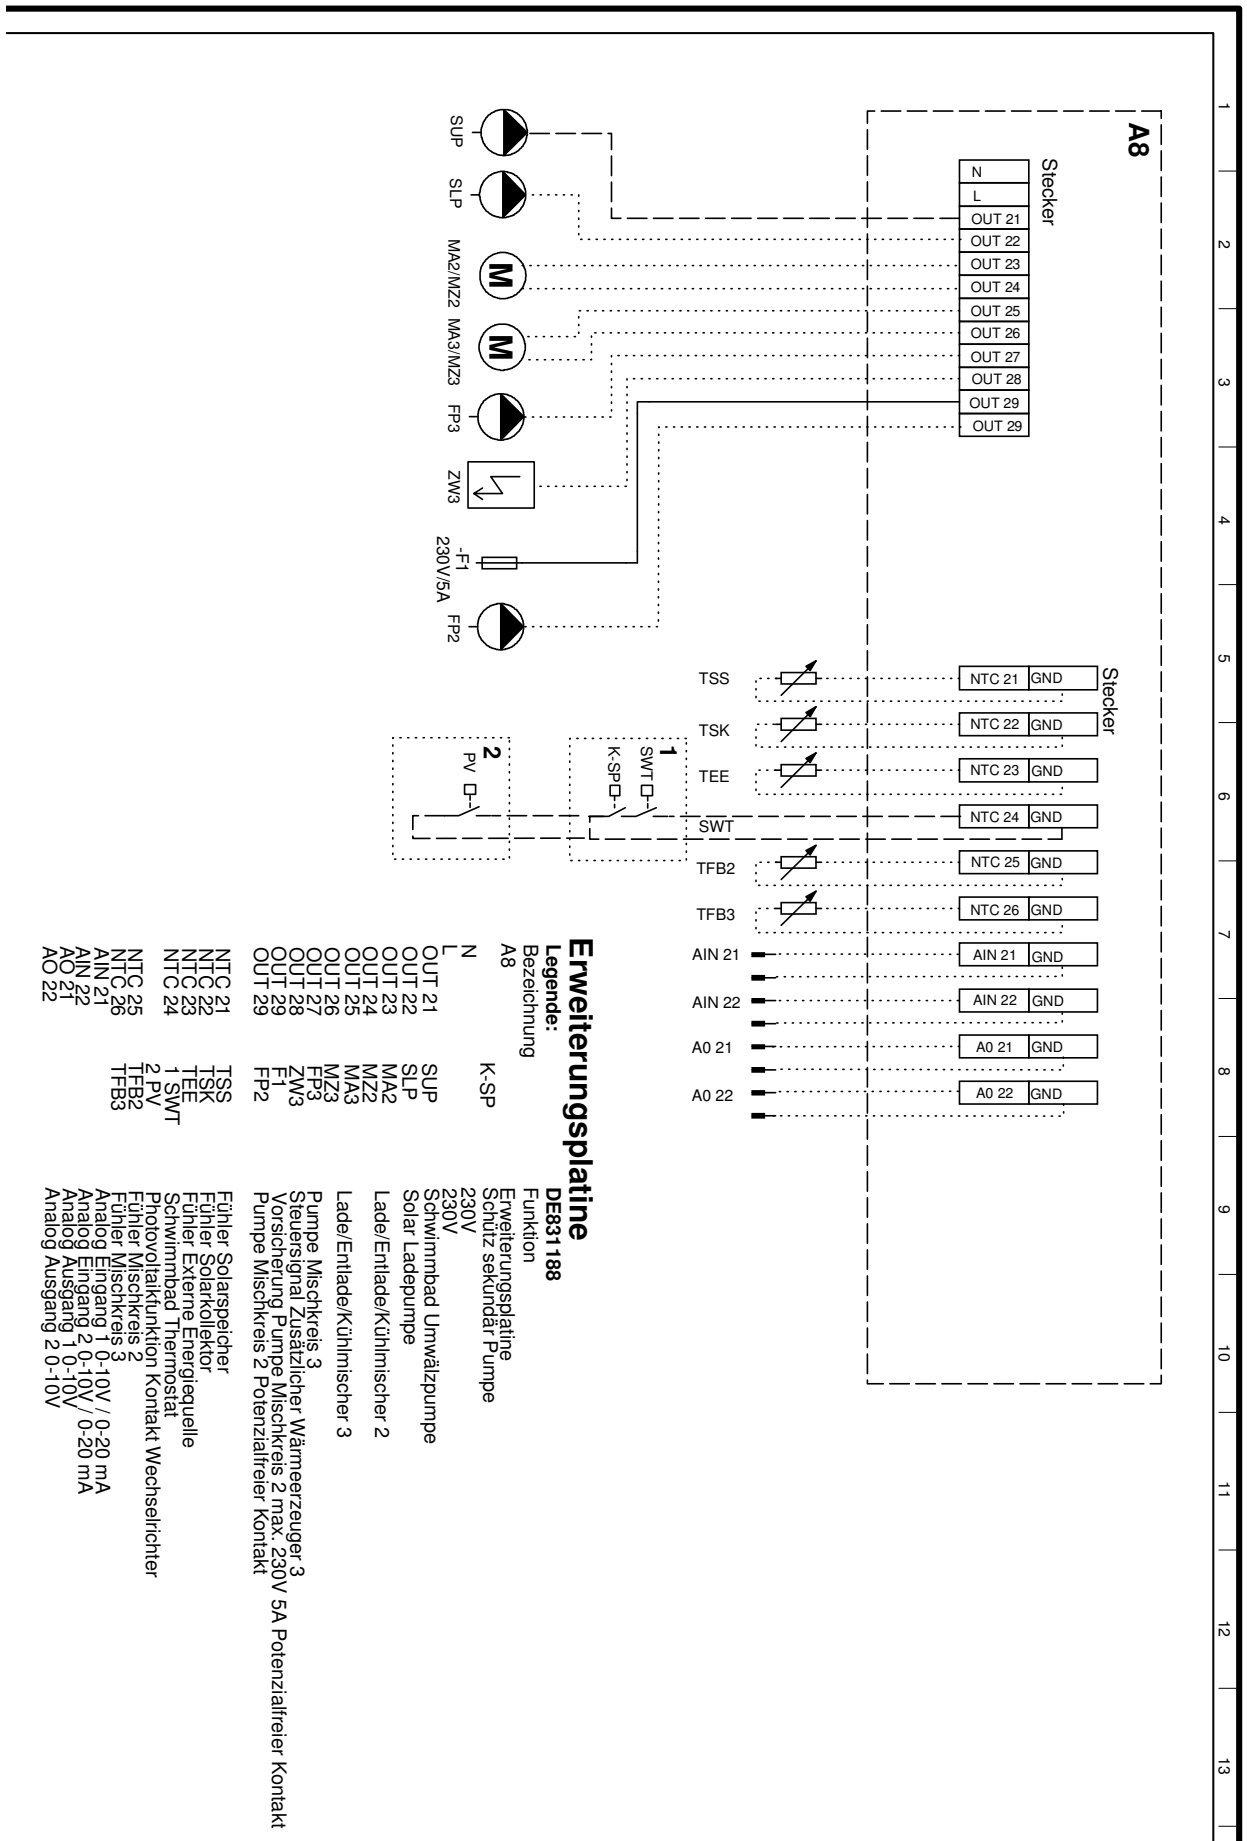 1
2
3
4
5
6
7
8
9
10
11
12
13
A8
Stecker
N
L
OUT 21
OUT 22
OUT 23
OUT 24
OUT 25
OUT 26
OUT 27
OUT 28
OUT 29
OUT 29
SUP
SLP
MA2/MZ2
MA3/MZ3
FP3
ZW3
-F1
230V/5A
FP2
M
M
Stecker
NTC 21 GND
NTC 22 GND
NTC 23 GND
NTC 24 GND
NTC 25 GND
NTC 26 GND
AIN 21 GND
AIN 22 GND
A0 21 GND
A0 22 GND
TSS
TSK
TEE
SWT
TFB2
TFB3
AIN 21
AIN 22
A0 21
A0 22
1
SWT
K-SP
2
PV
Erweiterungsplatine
Legende: DE831188
Bezeichnung Funktion
A8 Erweiterungsplatine
K-SP Schütz sekundär Pumpe
N 230V
L 230V
OUT 21 SUP Schwimmbad Umwälzpumpe
OUT 22 SLP Solar Ladepumpe
OUT 23 MA2 Lade/Entlade/Kühlmischer 2
OUT 24 MZ2
OUT 25 MA3 Lade/Entlade/Kühlmischer 3
OUT 26 MZ3
OUT 27 FP3 Pumpe Mischkreis 3
OUT 28 ZW3 Steuersignal Zusätzlicher Wärmeerzeuger 3
OUT 29 F1 Vorsicherung Pumpe Mischkreis 2 max. 230V 5A Potenzialfreier Kontakt
OUT 29 FP2 Pumpe Mischkreis 2 Potenzialfreier Kontakt
NTC 21 TSS Fühler Solarspeicher
NTC 22 TSK Fühler Solarkollektor
NTC 23 TEE Fühler Externe Energiequelle
NTC 24 1 SWT Schwimmbad Thermostat
2 PV Photovoltaikfunktion Kontakt Wechselrichter
NTC 25 TFB2 Fühler Mischkreis 2
NTC 26 TFB3 Fühler Mischkreis 3
AIN 21 Analog Eingang 1 0-10V / 0-20 mA
AIN 22 Analog Eingang 2 0-10V / 0-20 mA
AO 21 Analog Ausgang 1 0-10V
AO 22 Analog Ausgang 2 0-10V